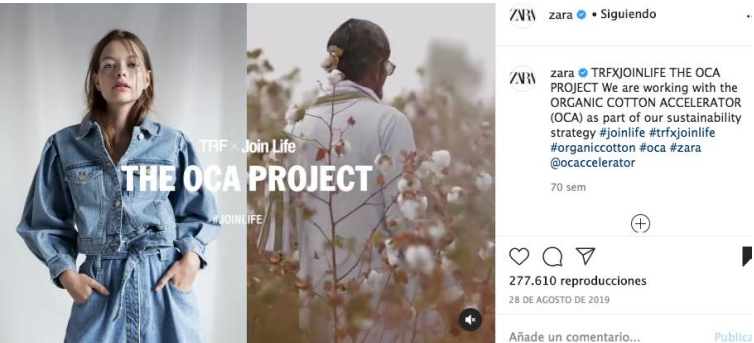 TRF × Join Life
THE OCA PROJECT
#JOINLIFE
ZARA
zara • Siguiendo
ZARA
zara TRFXJOINLIFE THE OCA
PROJECT We are working with the
ORGANIC COTTON ACCELERATOR
(OCA) as part of our sustainability
strategy #joinlife #trfxjoinlife
#organiccotton #oca #zara
@ocaccelerator
70 sem
277.610 reproducciones
28 DE AGOSTO DE 2019
Añade un comentario...